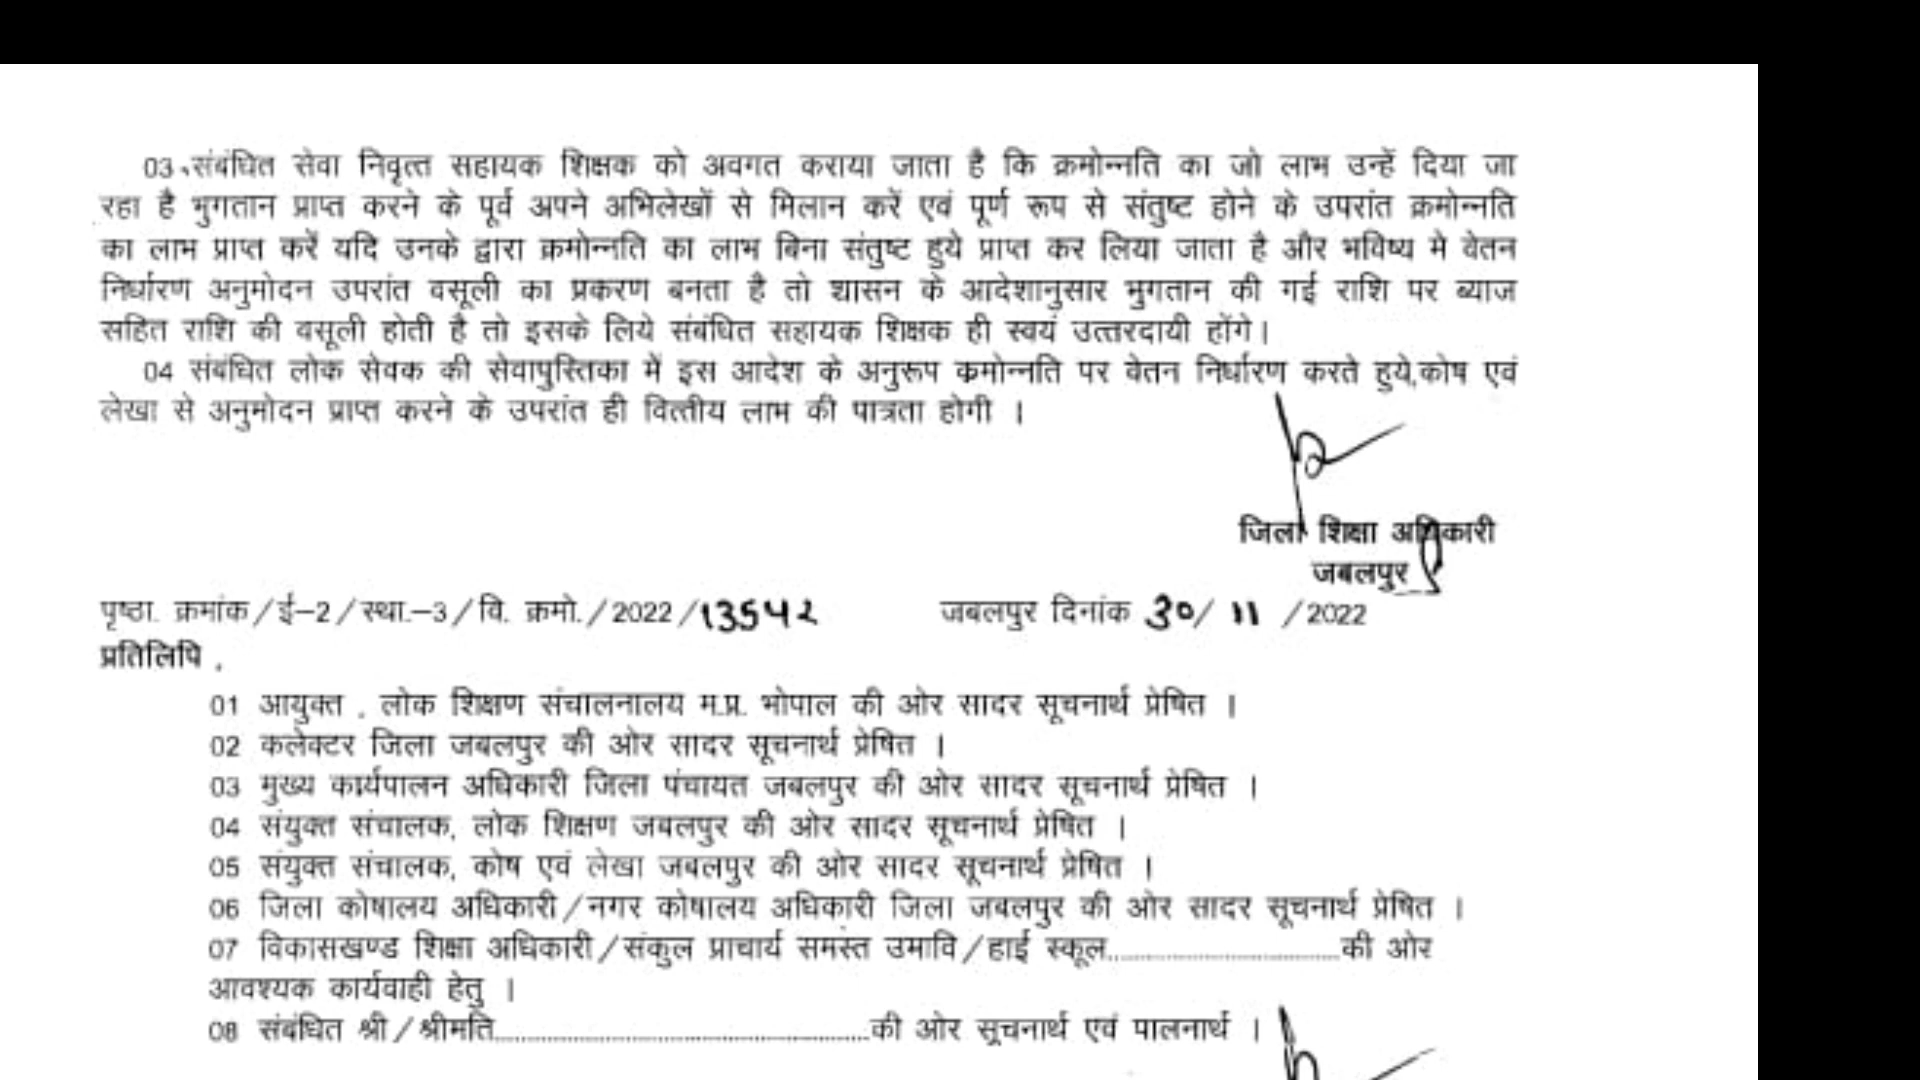 03 संबंधित सेवा निवृत्त सहायक शिक्षक को अवगत कराया जाता है कि क्रमोन्नति का जो लाभ उन्हें दिया जा
रहा है भुगतान प्राप्त करने के पूर्व अपने अभिलेखों से मिलान करें एवं पूर्ण रूप से संतुष्ट होने के उपरांत क्रमोन्नति
का लाभ प्राप्त करें यदि उनके द्वारा क्रमोन्नति का लाभ बिना संतुष्ट हुये प्राप्त कर लिया जाता है और भविष्य मे वेतन
निर्धारण अनुमोदन उपरांत वसूली का प्रकरण बनता है तो शासन के आदेशानुसार भुगतान की गई राशि पर ब्याज
सहित राशि की वसूली होती है तो इसके लिये संबंधित सहायक शिक्षक ही स्वयं उत्तरदायी होंगे।
04 संबंधित लोक सेवक की सेवापुस्तिका में इस आदेश के अनुरूप क्रमोन्नति पर वेतन निर्धारण करते हुये,कोष एवं
लेखा से अनुमोदन प्राप्त करने के उपरांत ही वित्तीय लाभ की पात्रता होगी ।
जिला शिक्षा अधिकारी
जबलपुर
पृष्ठा. क्रमांक/ई–2/स्था.–3/वि. क्रमो./2022/13542 जबलपुर दिनांक 30/11/2022
प्रतिलिपि .
01 आयुक्त . लोक शिक्षण संचालनालय म.प्र. भोपाल की ओर सादर सूचनार्थ प्रेषित ।
02 कलेक्टर जिला जबलपुर की ओर सादर सूचनार्थ प्रेषित ।
03 मुख्य कार्यपालन अधिकारी जिला पंचायत जबलपुर की ओर सादर सूचनार्थ प्रेषित ।
04 संयुक्त संचालक, लोक शिक्षण जबलपुर की ओर सादर सूचनार्थ प्रेषित ।
05 संयुक्त संचालक, कोष एवं लेखा जबलपुर की ओर सादर सूचनार्थ प्रेषित ।
06 जिला कोषालय अधिकारी/नगर कोषालय अधिकारी जिला जबलपुर की ओर सादर सूचनार्थ प्रेषित ।
07 विकासखण्ड शिक्षा अधिकारी/संकुल प्राचार्य समस्त उमावि/हाई स्कूल..............................की ओर
आवश्यक कार्यवाही हेतु ।
08 संबंधित श्री/श्रीमति................................................की ओर सूचनार्थ एवं पालनार्थ ।